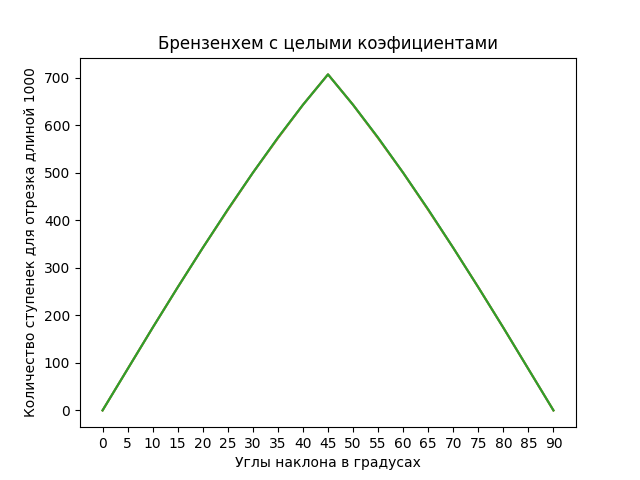 Брензенхем с целыми коэфициентами
Количество ступенек для отрезка длиной 1000
700
600
500
400
300
200
100
0
0 5 10 15 20 25 30 35 40 45 50 55 60 65 70 75 80 85 90
Углы наклона в градусах